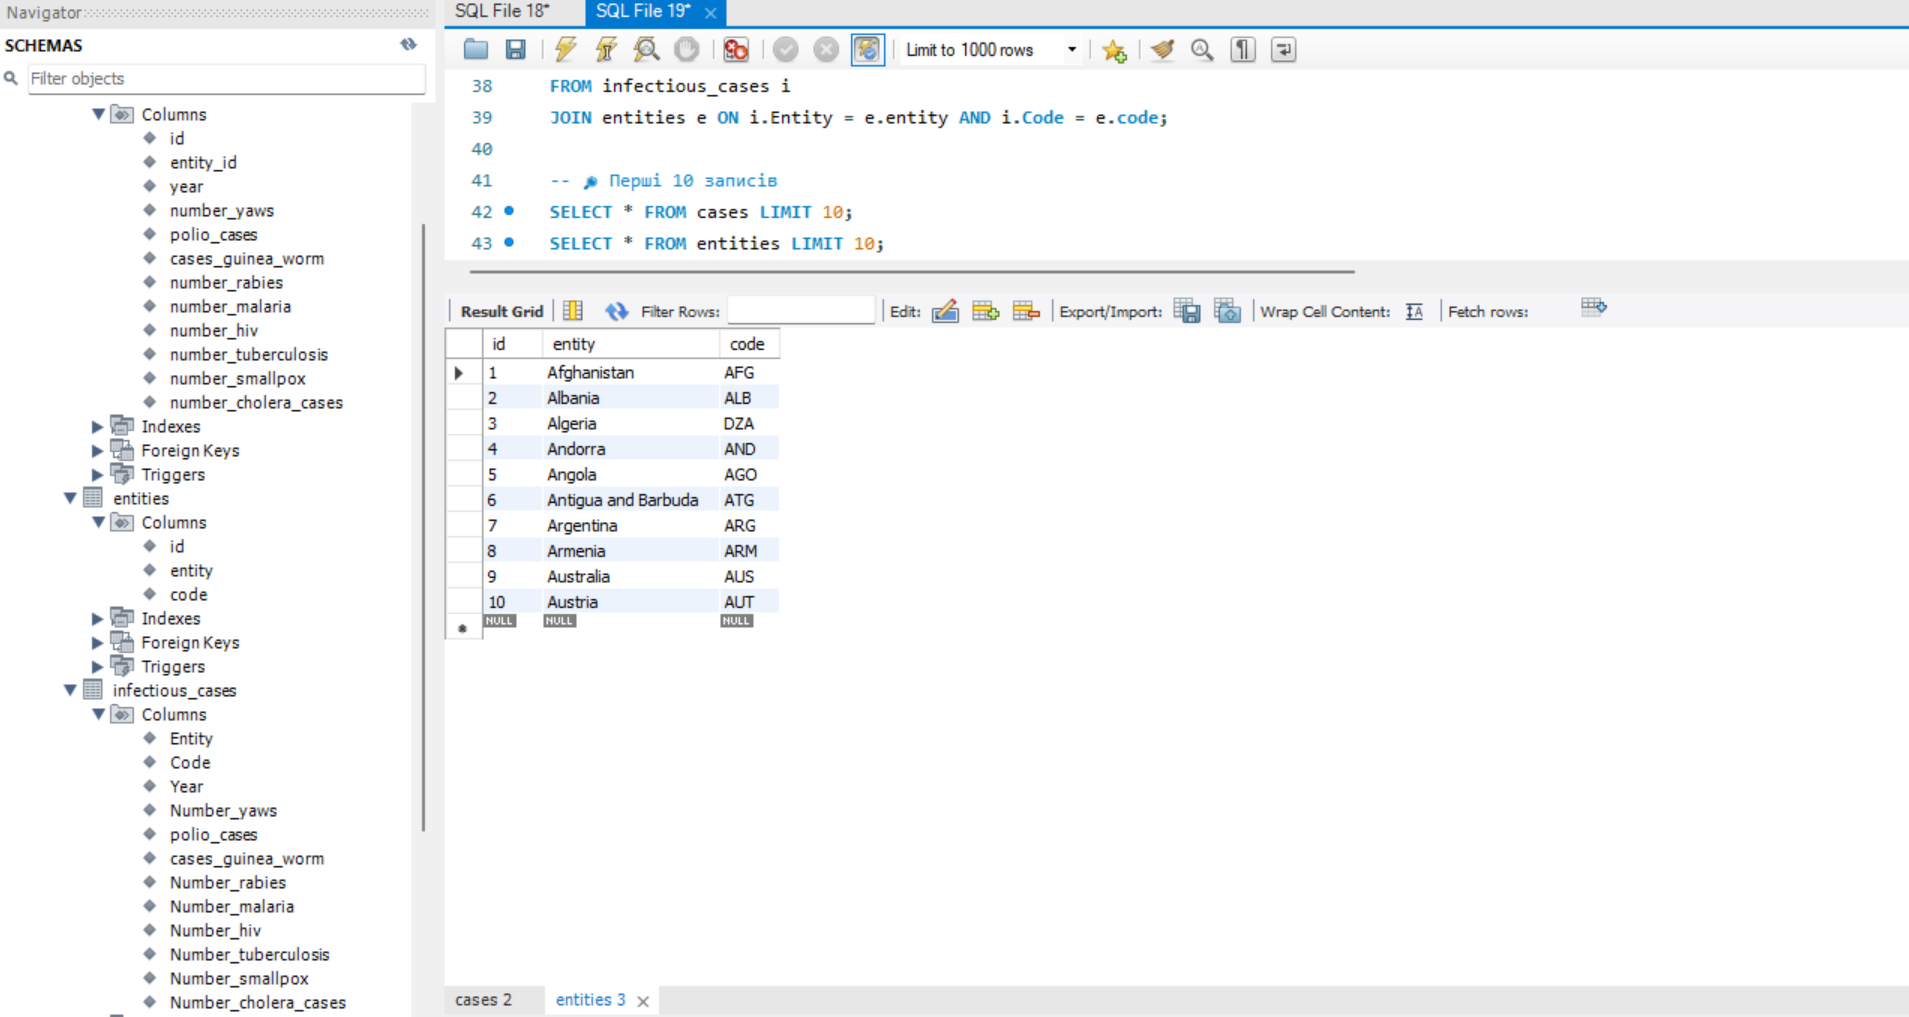 Navigator
SCHEMAS
Filter objects
Columns
id
entity_id
year
number_yaws
polio_cases
cases_guinea_worm
number_rabies
number_malaria
number_hiv
number_tuberculosis
number_smallpox
number_cholera_cases
Indexes
Foreign Keys
Triggers
entities
Columns
id
entity
code
Indexes
Foreign Keys
Triggers
infectious_cases
Columns
Entity
Code
Year
Number_yaws
polio_cases
cases_guinea_worm
Number_rabies
Number_malaria
Number_hiv
Number_tuberculosis
Number_smallpox
Number_cholera_cases
SQL File 18* SQL File 19*
Limit to 1000 rows
38 FROM infectious_cases i
39 JOIN entities e ON i.Entity = e.entity AND i.Code = e.code;
40
41 -- Перші 10 записів
42 SELECT * FROM cases LIMIT 10;
43 SELECT * FROM entities LIMIT 10;
Result Grid Filter Rows: Edit: Export/Import: Wrap Cell Content: Fetch rows:
id entity code
1 Afghanistan AFG
2 Albania ALB
3 Algeria DZA
4 Andorra AND
5 Angola AGO
6 Antigua and Barbuda ATG
7 Argentina ARG
8 Armenia ARM
9 Australia AUS
10 Austria AUT
NULL NULL NULL
cases 2 entities 3